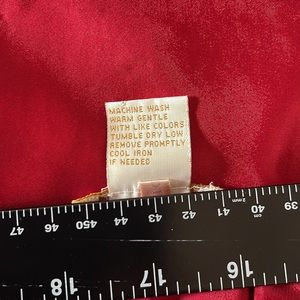 MACHINE WASH
WARM GENTLE
WITH LIKE COLORS
TUMBLE DRY LOW
REMOVE PROMPTLY
COOL IRON
IF NEEDED
47 46 45 44 43 42 41 40
18 17 16